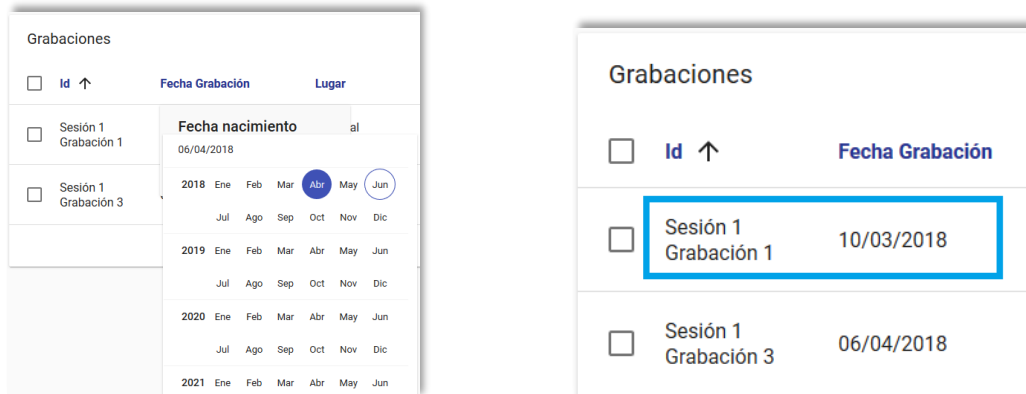 Grabaciones
Id ↑ Fecha Grabación Lugar
Sesión 1
Grabación 1
Sesión 1
Grabación 3
Fecha nacimiento
al
06/04/2018
2018 Ene Feb Mar Abr May Jun
Jul Ago Sep Oct Nov Dic
2019 Ene Feb Mar Abr May Jun
Jul Ago Sep Oct Nov Dic
2020 Ene Feb Mar Abr May Jun
Jul Ago Sep Oct Nov Dic
2021 Ene Feb Mar Abr May Jun
Grabaciones
Id ↑ Fecha Grabación
Sesión 1
Grabación 1
10/03/2018
Sesión 1
Grabación 3
06/04/2018